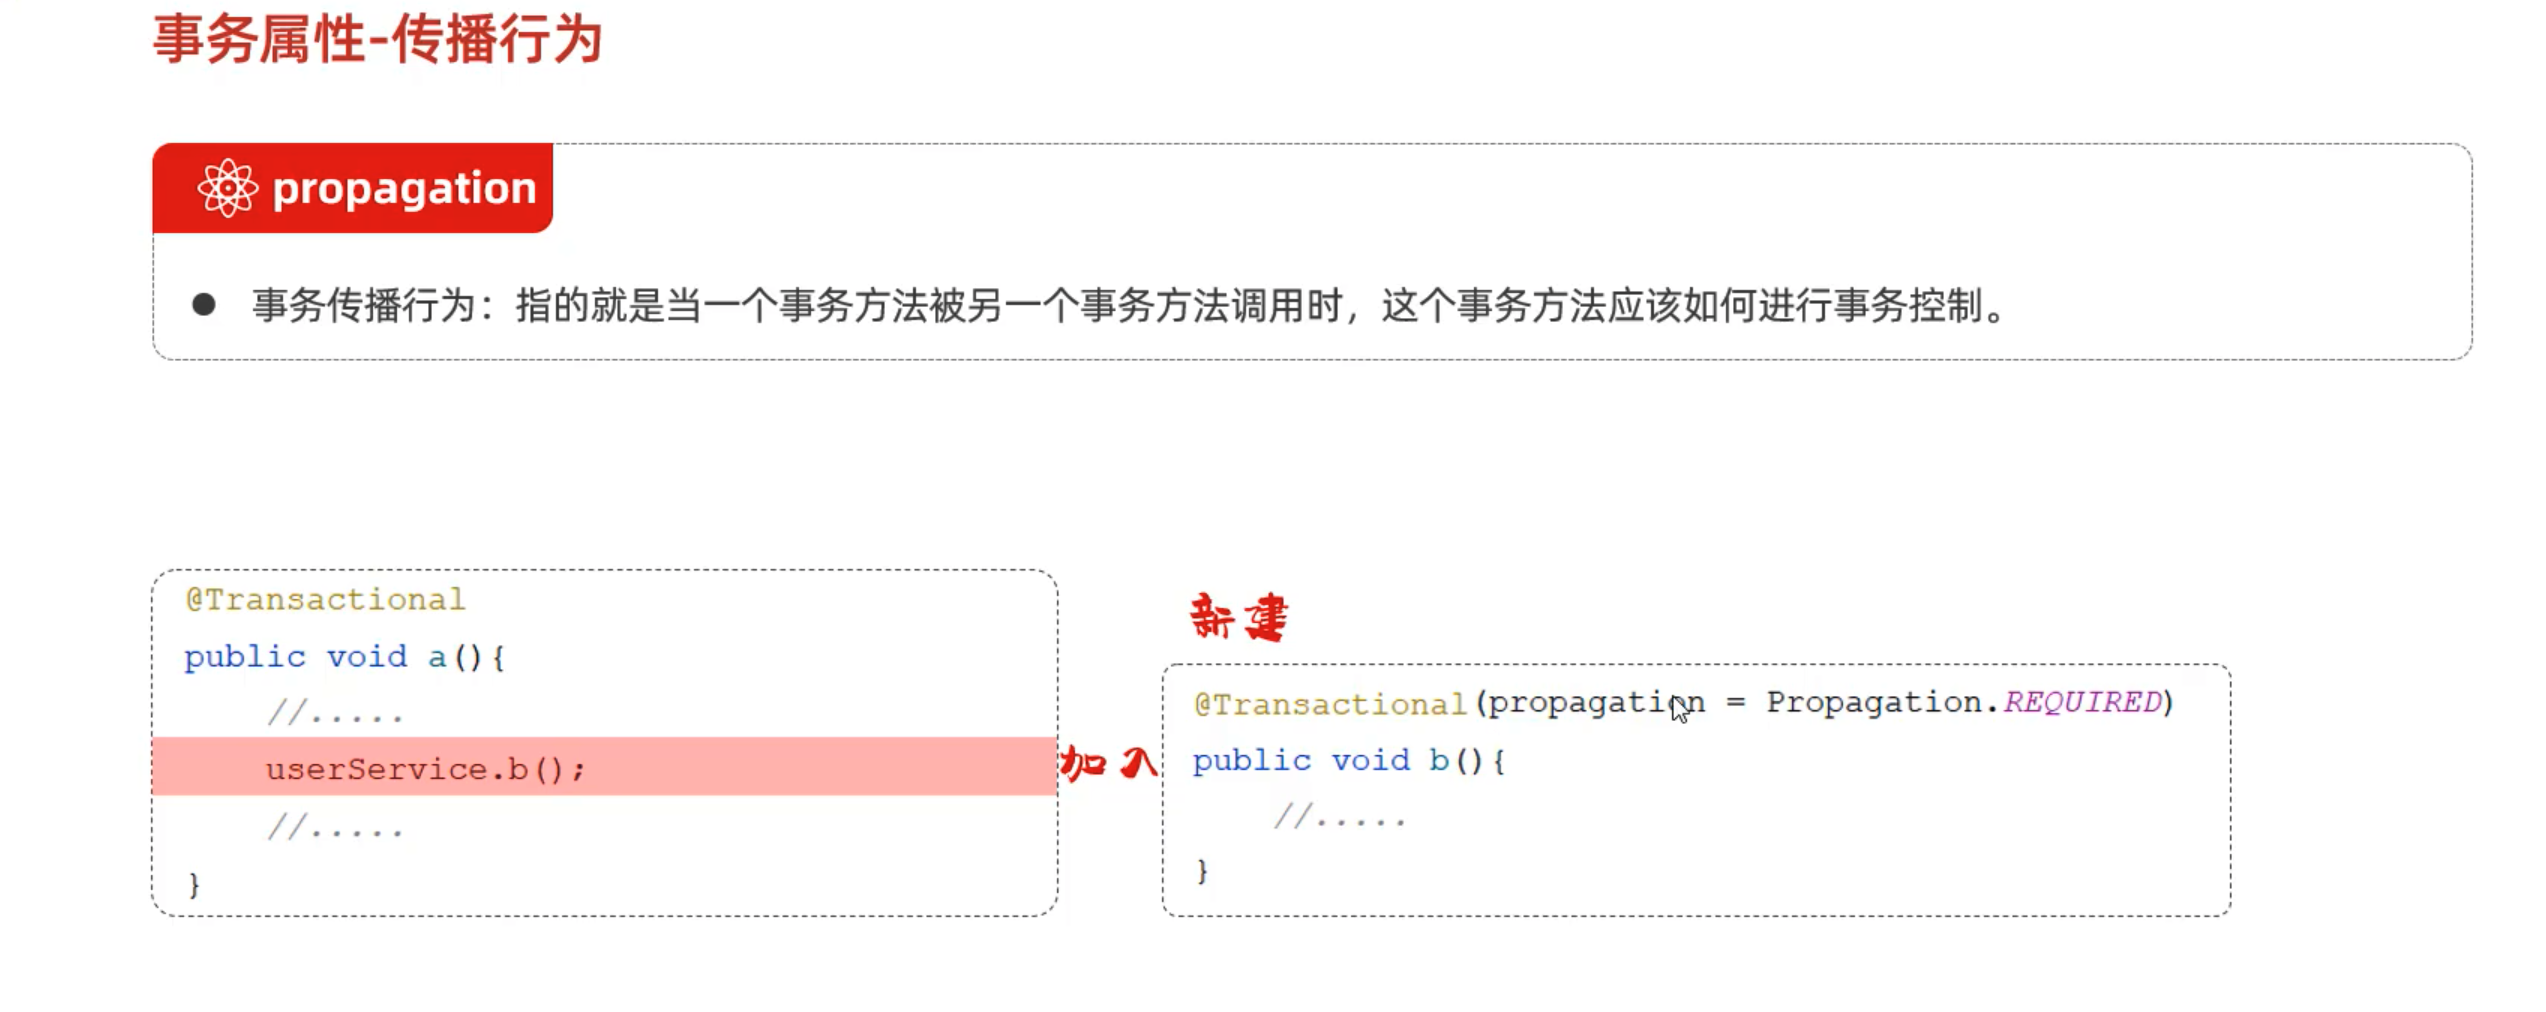 事务属性-传播行为
propagation
● 事务传播行为：指的就是当一个事务方法被另一个事务方法调用时，这个事务方法应该如何进行事务控制。
@Transactional
public void a(){
//.....
userService.b();
//.....
}
加入
新建
@Transactional(propagation = Propagation.REQUIRED)
public void b(){
//.....
}